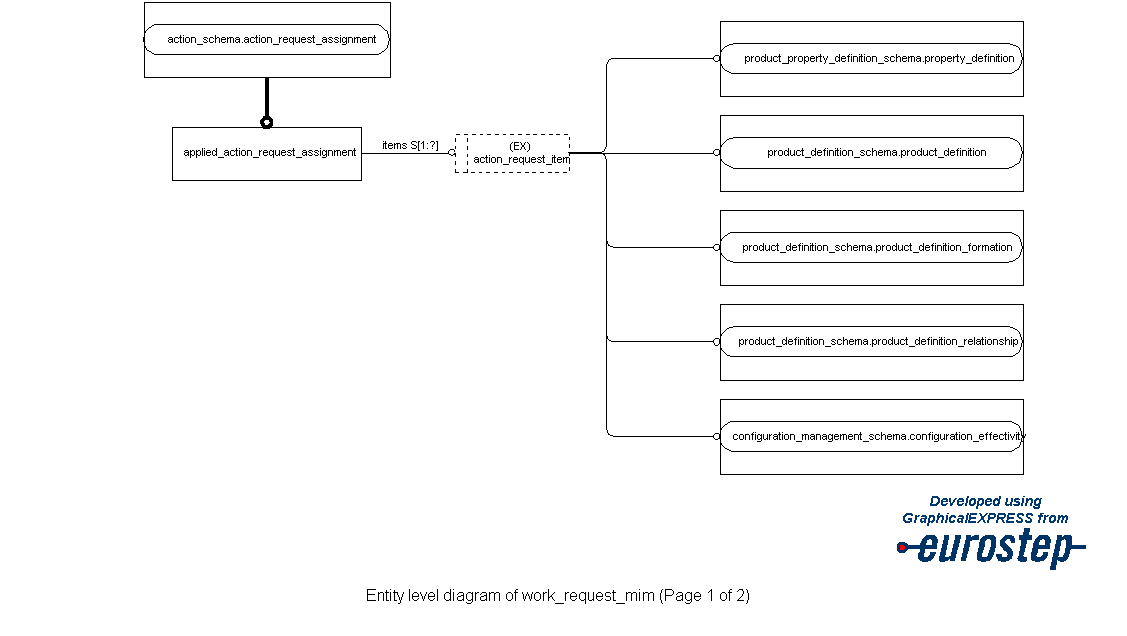 action_schema.action_request_assignment
applied_action_request_assignment
items S[1:?]
(EX)
action_request_item
product_property_definition_schema.property_definition
product_definition_schema.product_definition
product_definition_schema.product_definition_formation
product_definition_schema.product_definition_relationship
configuration_management_schema.configuration_effectivity
Developed using
GraphicalEXPRESS from
eurostep
Entity level diagram of work_request_mim (Page 1 of 2)